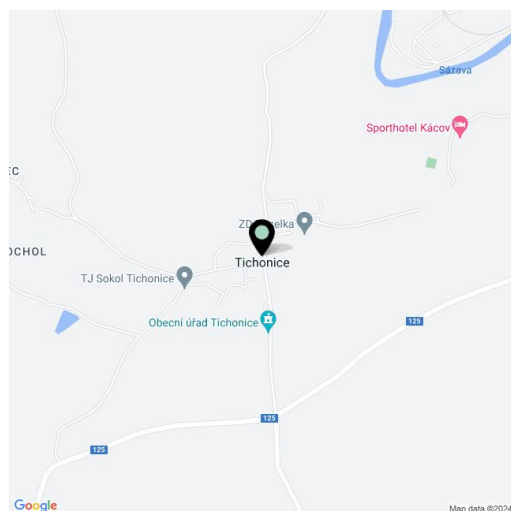 Sázava
Sporthotel Kácov
EC
ZD
elka
OCHOL
Tichonice
TJ Sokol Tichonice
Obecní úřad Tichonice
125
125
125
Google
Map data ©2024